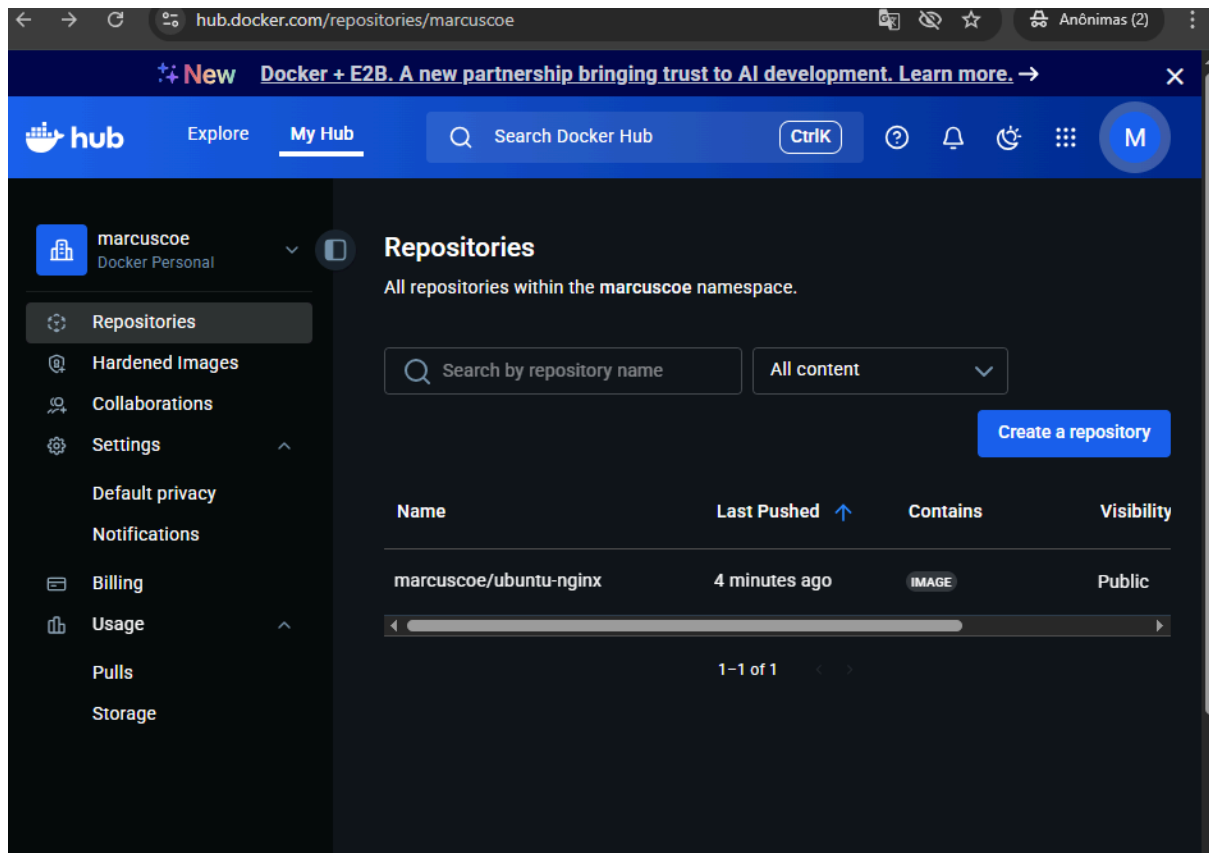 hub.docker.com/repositories/marcuscoe
Anônimas (2)
New Docker + E2B. A new partnership bringing trust to AI development. Learn more. →
hub
Explore
My Hub
Search Docker Hub
CtrlK
M
marcuscoe
Docker Personal
Repositories
Hardened Images
Collaborations
Settings
Default privacy
Notifications
Billing
Usage
Pulls
Storage
Repositories
All repositories within the marcuscoe namespace.
Search by repository name
All content
Create a repository
Name Last Pushed Contains Visibility
marcuscoe/ubuntu-nginx 4 minutes ago IMAGE Public
1–1 of 1